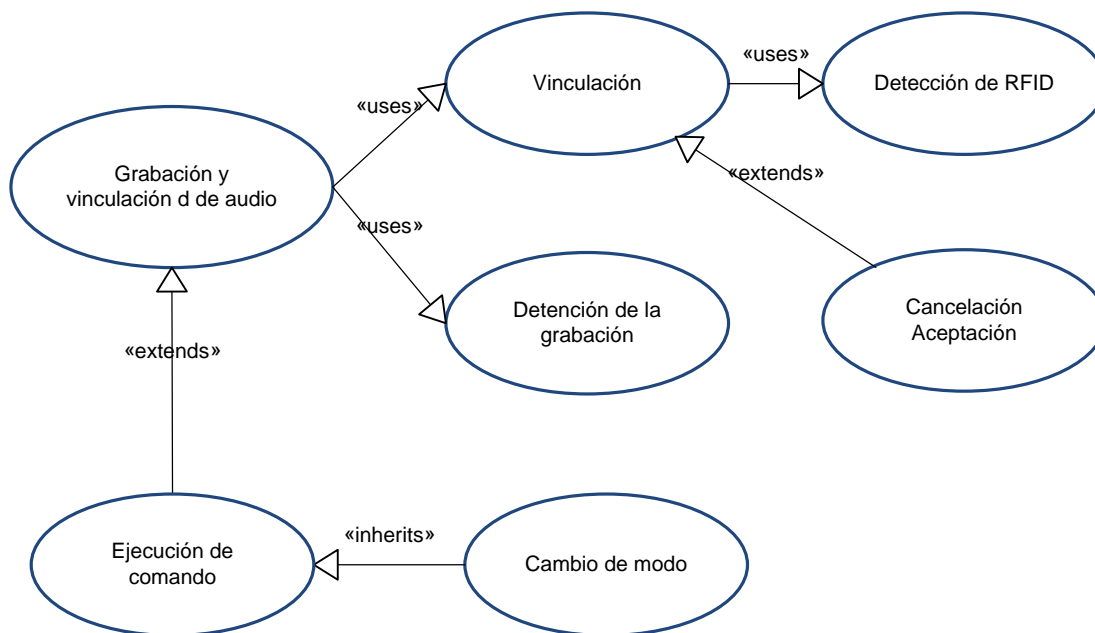 «uses»
Vinculación
Detección de RFID
«uses»
Grabación y
vinculación d de audio
«extends»
«uses»
Detención de la
grabación
Cancelación
Aceptación
«extends»
«inherits»
Ejecución de
comando
Cambio de modo